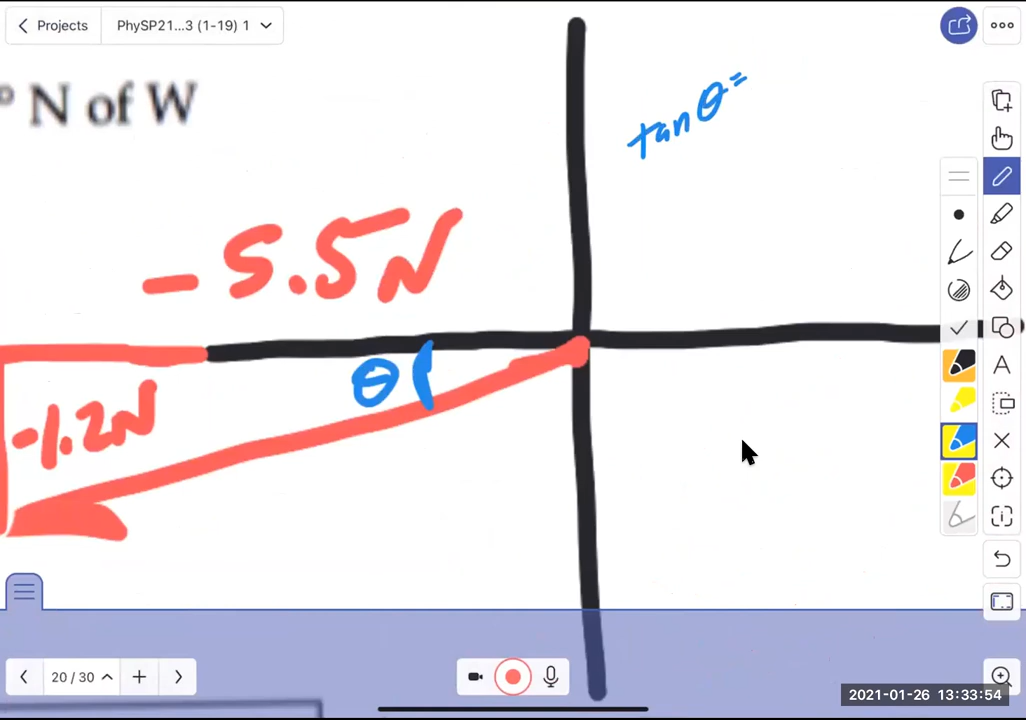 Projects
PhySP21...3 (1-19) 1
° N of W
tan θ =
- 5.5N
θ
-1.2N
A
20 / 30
2021-01-26 13:33:54